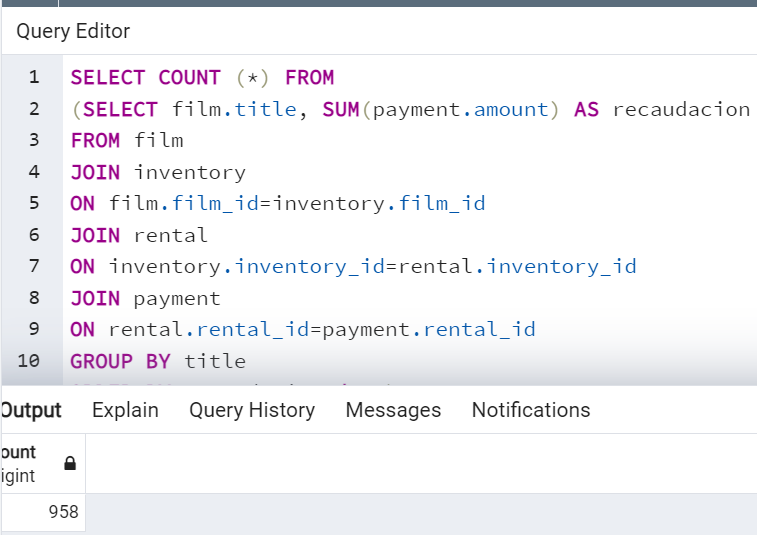 Query Editor
1 SELECT COUNT (*) FROM
2 (SELECT film.title, SUM(payment.amount) AS recaudacion
3 FROM film
4 JOIN inventory
5 ON film.film_id=inventory.film_id
6 JOIN rental
7 ON inventory.inventory_id=rental.inventory_id
8 JOIN payment
9 ON rental.rental_id=payment.rental_id
10 GROUP BY title
Output Explain Query History Messages Notifications
ount
igint
958